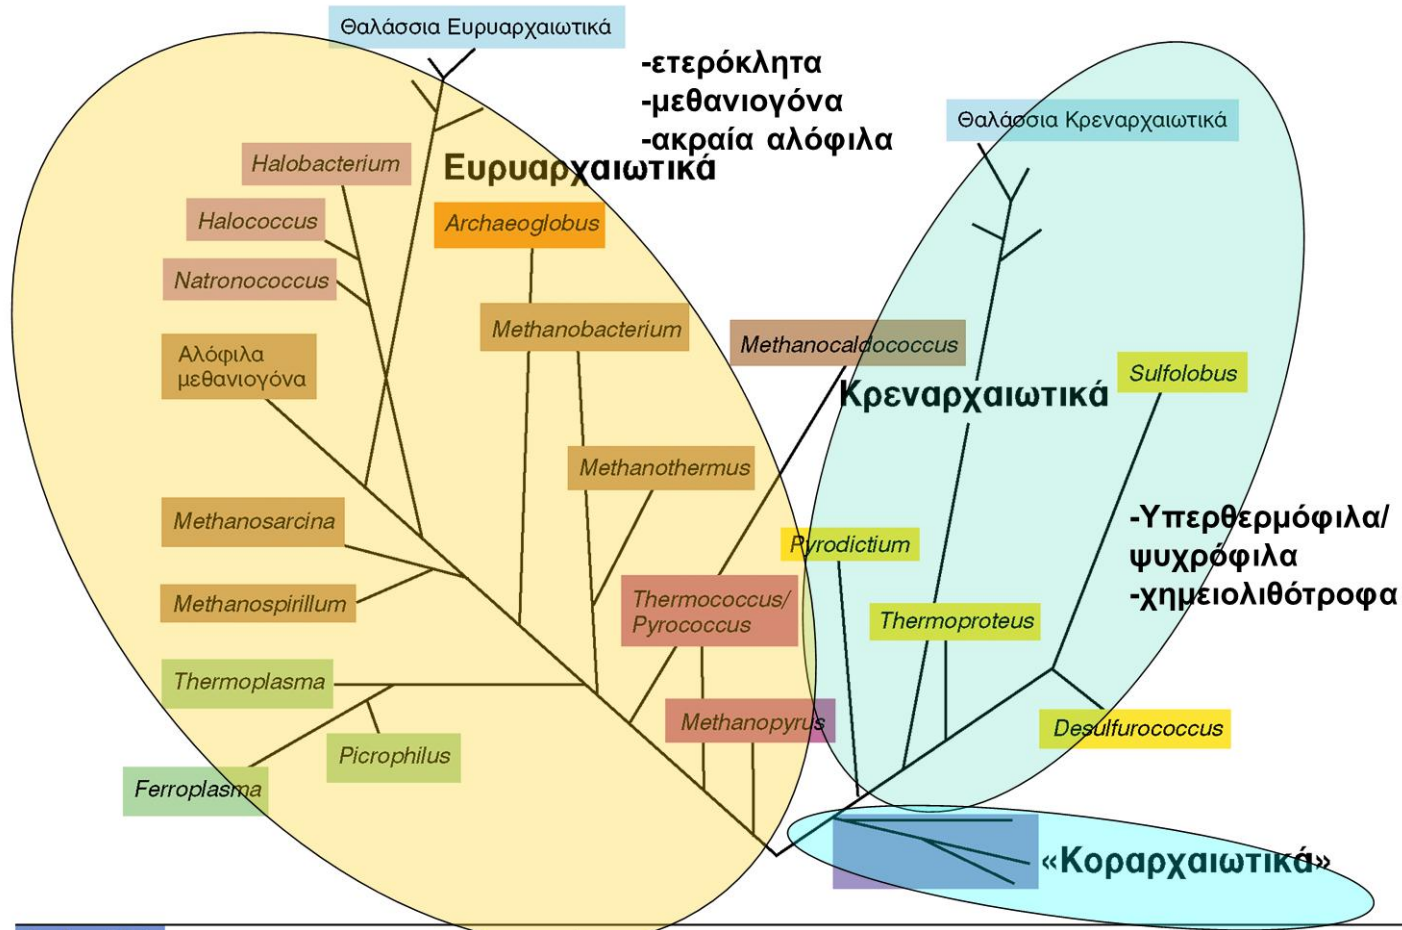 Θαλάσσια Ευρυαρχαιωτικά
-ετερόκλητα
-μεθανιογόνα
-ακραία αλόφιλα
Ευρυαρχαιωτικά
Θαλάσσια Κρεναρχαιωτικά
Halobacterium
Halococcus
Archaeoglobus
Natronococcus
Methanobacterium
Αλόφιλα
μεθανιογόνα
Methanocaldococcus
Κρεναρχαιωτικά
Sulfolobus
Methanothermus
Methanosarcina
-Υπερθερμόφιλα/
ψυχρόφιλα
-χημειολιθότροφα
Pyrodictium
Methanospirillum
Thermococcus/
Pyrococcus
Thermoproteus
Thermoplasma
Methanopyrus
Desulfurococcus
Picrophilus
Ferroplasma
«Κοραρχαιωτικά»